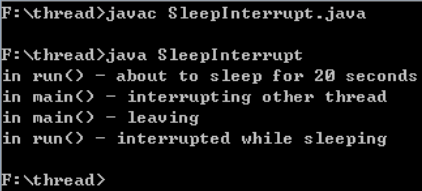 F:\thread>javac SleepInterrupt.java
F:\thread>java SleepInterrupt
in run() - about to sleep for 20 seconds
in main() - interrupting other thread
in main() - leaving
in run() - interrupted while sleeping
F:\thread>